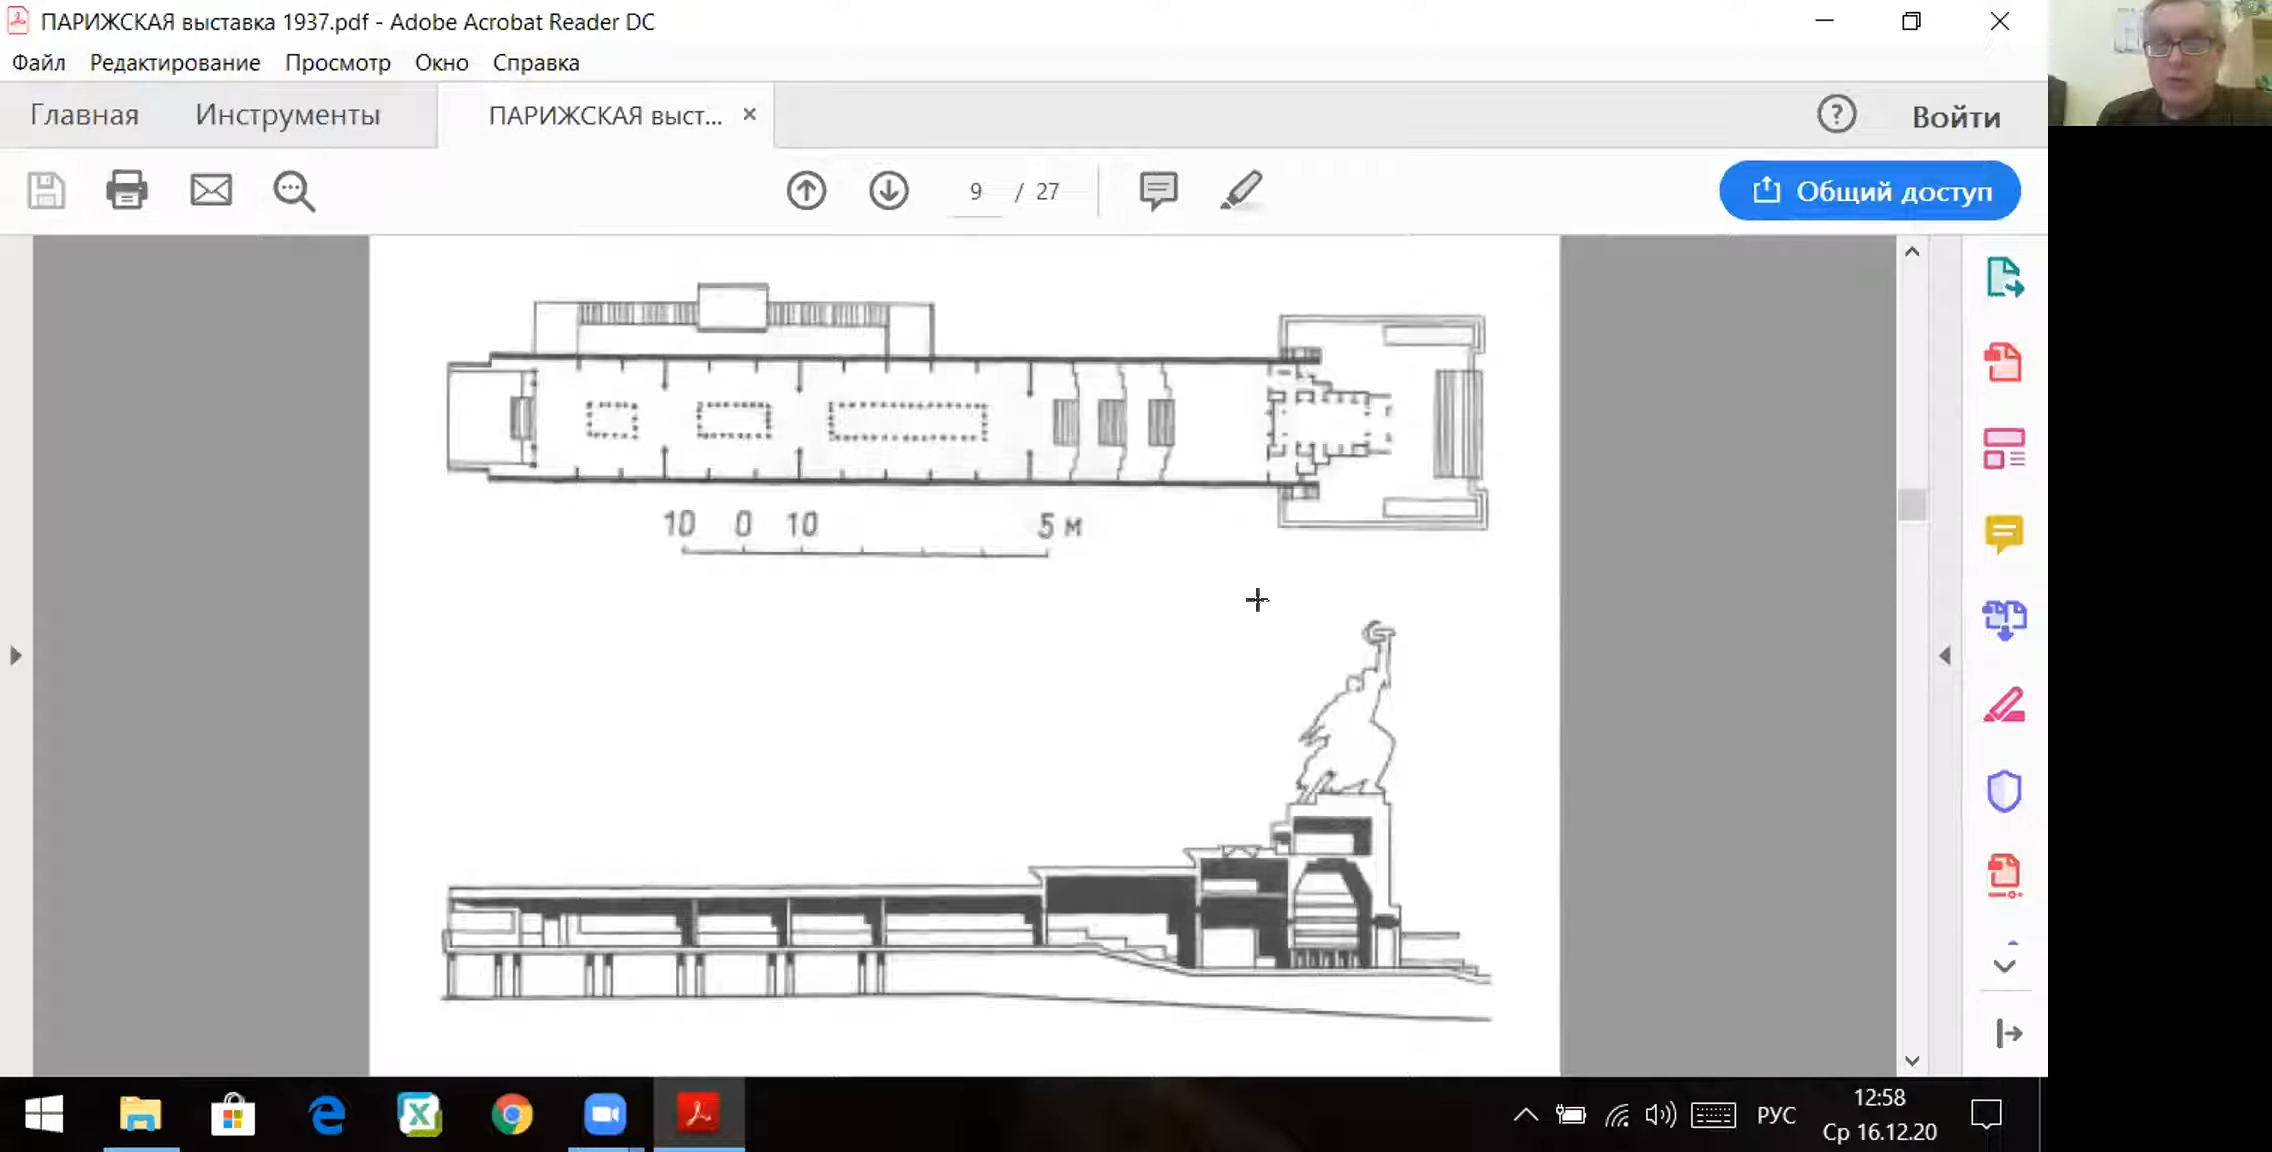 ПАРИЖСКАЯ выставка 1937.pdf - Adobe Acrobat Reader DC
Файл Редактирование Просмотр Окно Справка
Главная Инструменты ПАРИЖСКАЯ выст... Войти
9 / 27
Общий доступ
10 0 10 5 м
РУС
12:58
Ср 16.12.20